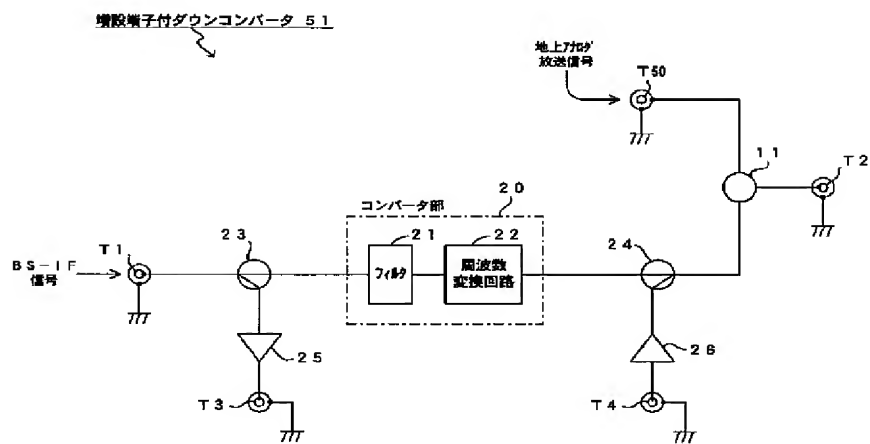 増設端子付ダウンコンバータ 51
地上アナログ
放送信号
T50
11
T2
20
コンバータ部
23
21
22
24
T1
BS-IF
信号
フィルタ
周波数
変換回路
25
26
T3
T4